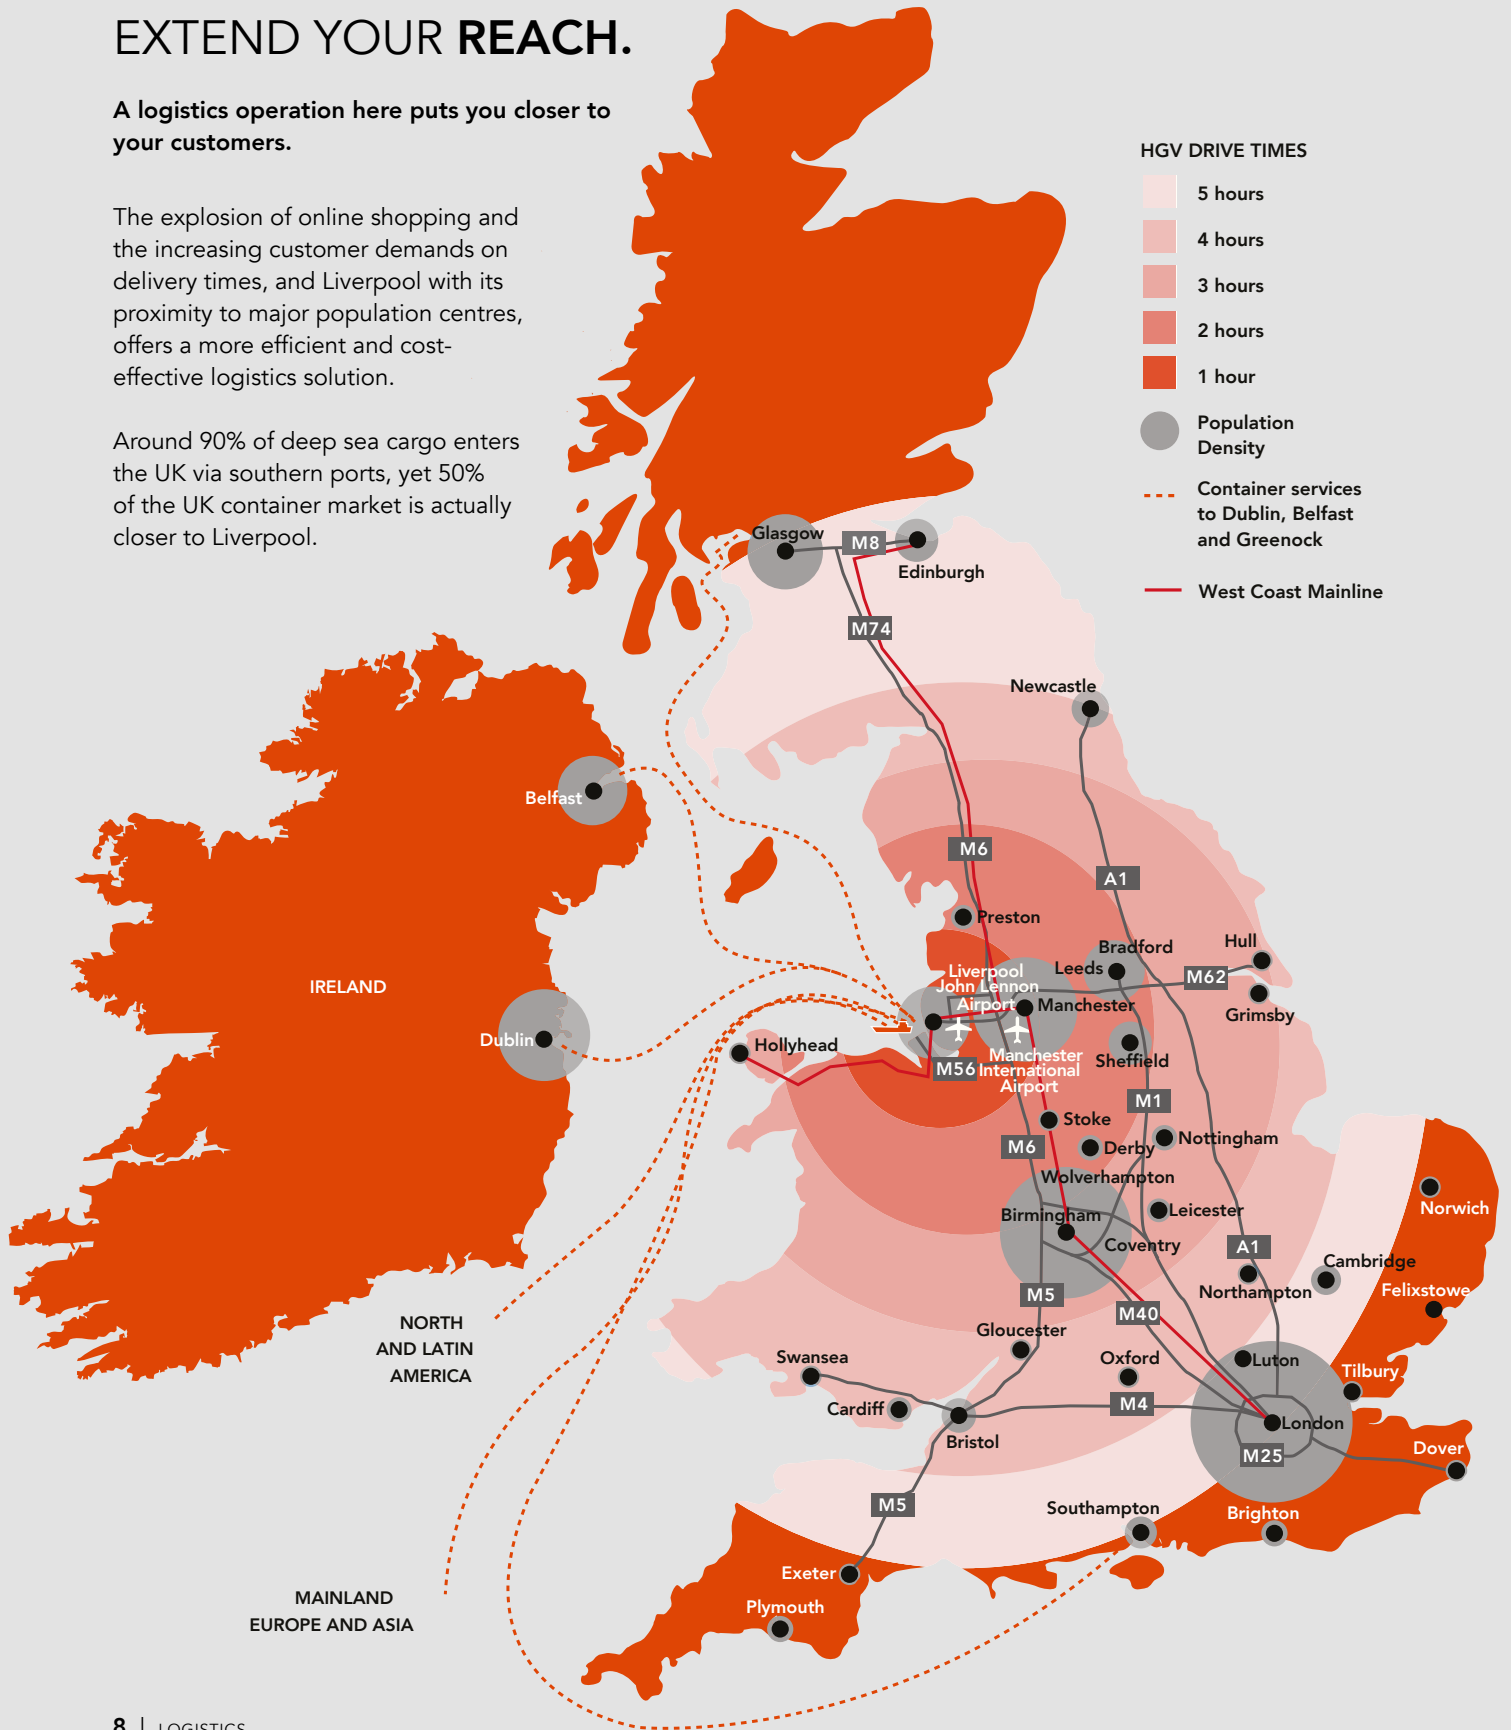 EXTEND YOUR REACH.
A logistics operation here puts you closer to
your customers.
The explosion of online shopping and
the increasing customer demands on
delivery times, and Liverpool with its
proximity to major population centres,
offers a more efficient and cost-
effective logistics solution.
Around 90% of deep sea cargo enters
the UK via southern ports, yet 50%
of the UK container market is actually
closer to Liverpool.
HGV DRIVE TIMES
5 hours
4 hours
3 hours
2 hours
1 hour
Population
Density
Container services
to Dublin, Belfast
and Greenock
West Coast Mainline
Glasgow
M8
Edinburgh
M74
Newcastle
Belfast
M6
A1
Preston
Bradford
Hull
Leeds
M62
IRELAND
Liverpool
John Lennon
Airport
Manchester
Grimsby
Dublin
Hollyhead
Sheffield
M56
Manchester
International
Airport
M1
Stoke
M6
Derby
Nottingham
Wolverhampton
Norwich
Birmingham
Leicester
Coventry
A1
Cambridge
Northampton
Felixstowe
M5
M40
NORTH
AND LATIN
AMERICA
Gloucester
Swansea
Oxford
Luton
Tilbury
Cardiff
M4
London
Bristol
M25
Dover
M5
Southampton
Brighton
Exeter
Plymouth
MAINLAND
EUROPE AND ASIA
8 | LOGISTICS